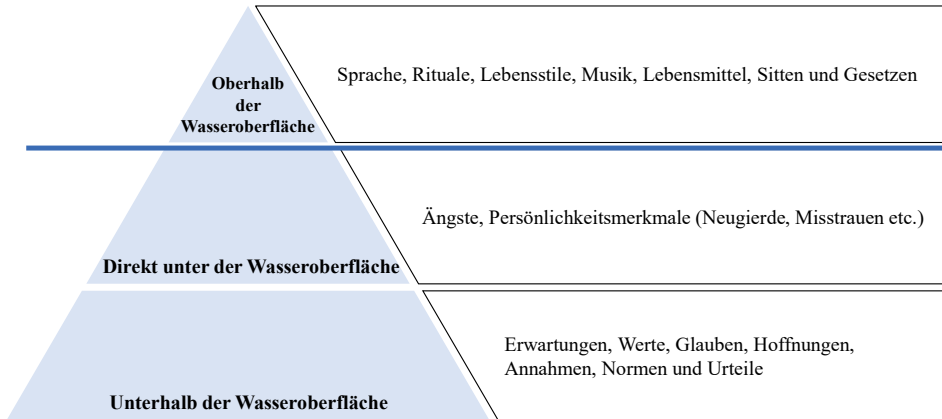 Oberhalb
der
Wasseroberfläche
Sprache, Rituale, Lebensstile, Musik, Lebensmittel, Sitten und Gesetzen
Direkt unter der Wasseroberfläche
Ängste, Persönlichkeitsmerkmale (Neugierde, Misstrauen etc.)
Unterhalb der Wasseroberfläche
Erwartungen, Werte, Glauben, Hoffnungen,
Annahmen, Normen und Urteile